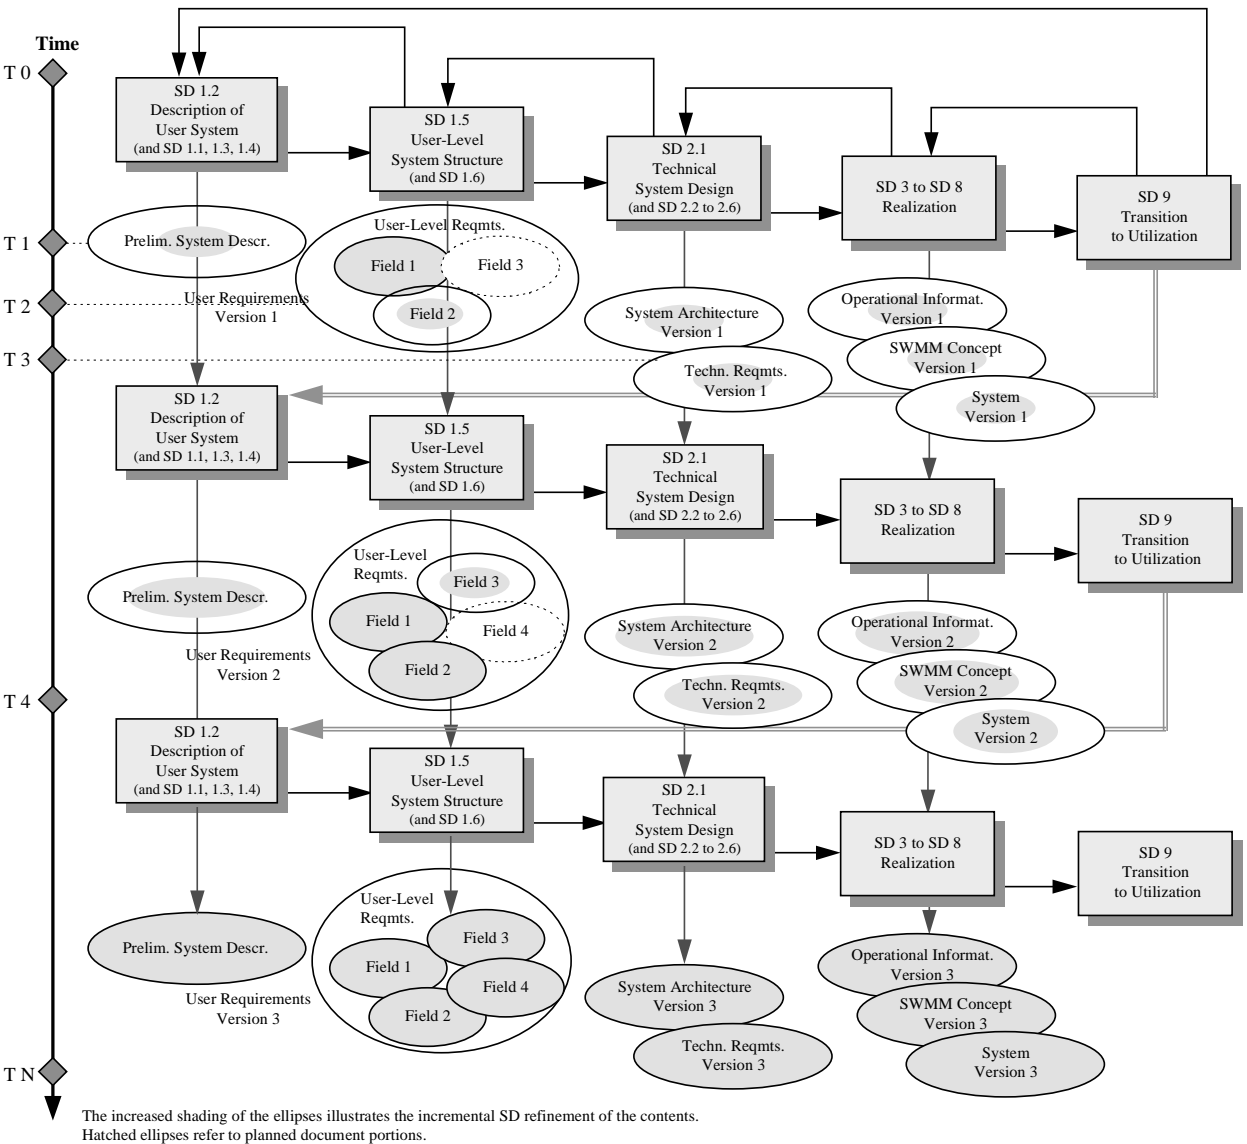 Time
T 0
SD 1.2
Description of
User System
(and SD 1.1, 1.3, 1.4)
SD 1.5
User-Level
System Structure
(and SD 1.6)
SD 2.1
Technical
System Design
(and SD 2.2 to 2.6)
SD 3 to SD 8
Realization
SD 9
Transition
to Utilization
T 1
Prelim. System Descr.
User-Level Reqmts.
Field 1
Field 3
Field 2
T 2
User Requirements
Version 1
System Architecture
Version 1
Operational Informat.
Version 1
T 3
Techn. Reqmts.
Version 1
SWMM Concept
Version 1
System
Version 1
SD 1.2
Description of
User System
(and SD 1.1, 1.3, 1.4)
SD 1.5
User-Level
System Structure
(and SD 1.6)
SD 2.1
Technical
System Design
(and SD 2.2 to 2.6)
SD 3 to SD 8
Realization
SD 9
Transition
to Utilization
Prelim. System Descr.
User-Level
Reqmts.
Field 3
Field 1
Field 4
Field 2
User Requirements
Version 2
System Architecture
Version 2
Techn. Reqmts.
Version 2
Operational Informat.
Version 2
SWMM Concept
Version 2
System
Version 2
T 4
SD 1.2
Description of
User System
(and SD 1.1, 1.3, 1.4)
SD 1.5
User-Level
System Structure
(and SD 1.6)
SD 2.1
Technical
System Design
(and SD 2.2 to 2.6)
SD 3 to SD 8
Realization
SD 9
Transition
to Utilization
Prelim. System Descr.
User-Level
Reqmts.
Field 3
Field 1
Field 4
Field 2
User Requirements
Version 3
System Architecture
Version 3
Techn. Reqmts.
Version 3
Operational Informat.
Version 3
SWMM Concept
Version 3
System
Version 3
T N
The increased shading of the ellipses illustrates the incremental SD refinement of the contents.
Hatched ellipses refer to planned document portions.